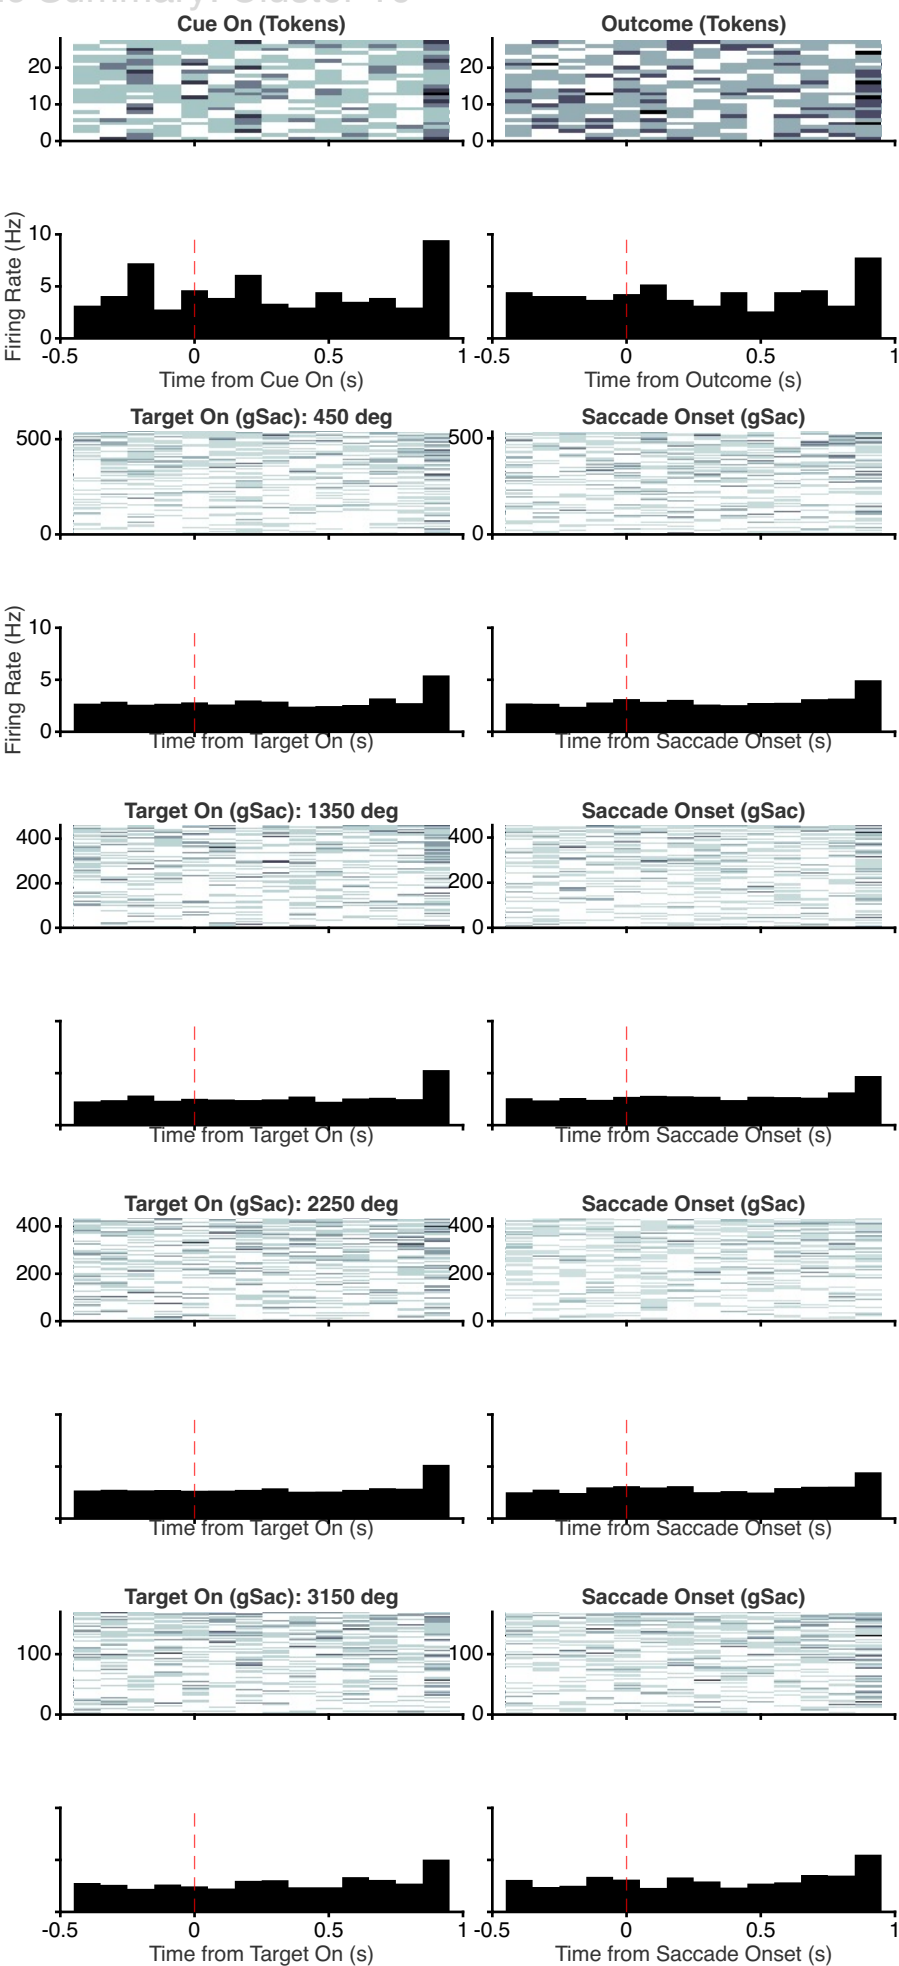 Summary: Cluster
Cue On (Tokens) Outcome (Tokens)
20 20
10 10
0 0
Firing Rate (Hz)
10
5
0
-0.5 0 0.5 1 -0.5 0 0.5 1
Time from Cue On (s) Time from Outcome (s)
Target On (gSac): 450 deg Saccade Onset (gSac)
500 500
0 0
Firing Rate (Hz)
10
5
0
Time from Target On (s) Time from Saccade Onset (s)
Target On (gSac): 1350 deg Saccade Onset (gSac)
400 400
200 200
0 0
Time from Target On (s) Time from Saccade Onset (s)
Target On (gSac): 2250 deg Saccade Onset (gSac)
400 400
200 200
0 0
Time from Target On (s) Time from Saccade Onset (s)
Target On (gSac): 3150 deg Saccade Onset (gSac)
100 100
0 0
-0.5 0 0.5 1 -0.5 0 0.5 1
Time from Target On (s) Time from Saccade Onset (s)